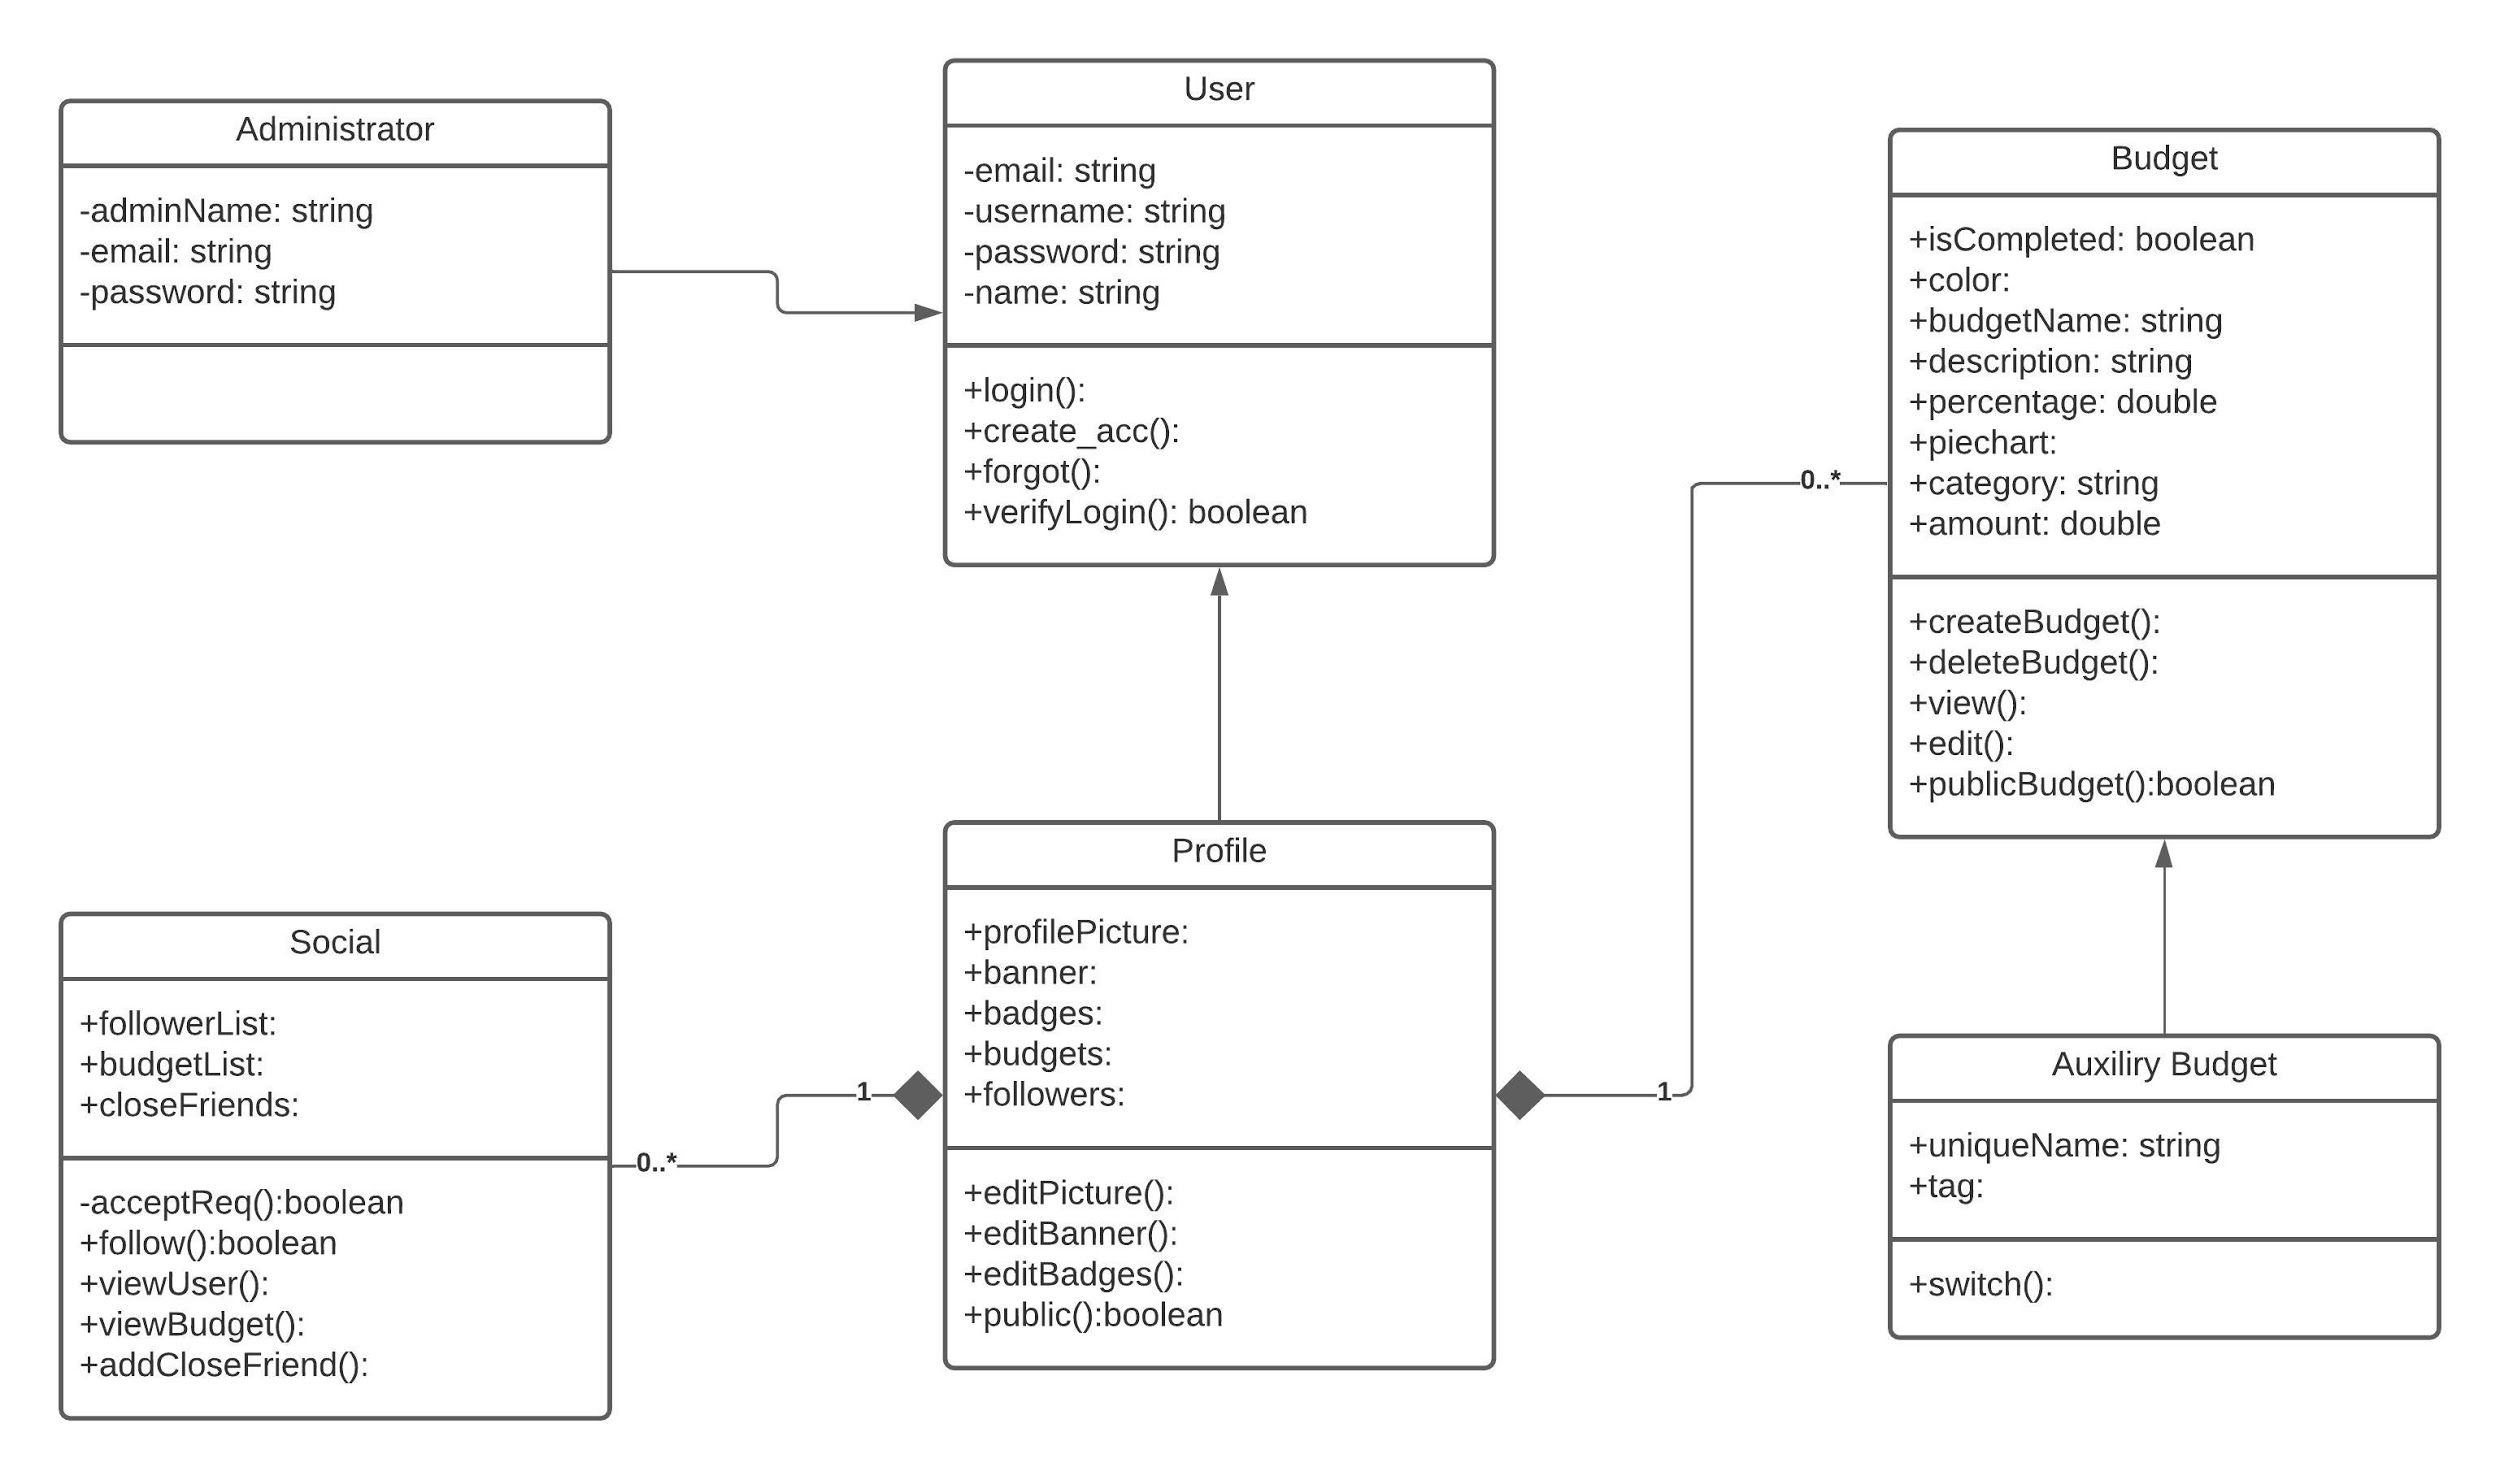 Administrator
-adminName: string
-email: string
-password: string
User
-email: string
-username: string
-password: string
-name: string
+login():
+create_acc():
+forgot():
+verifyLogin(): boolean
Budget
+isCompleted: boolean
+color:
+budgetName: string
+description: string
+percentage: double
+piechart:
+category: string
+amount: double
+createBudget():
+deleteBudget():
+view():
+edit():
+publicBudget():boolean
0..*
1
Profile
+profilePicture:
+banner:
+badges:
+budgets:
+followers:
+editPicture():
+editBanner():
+editBadges():
+public():boolean
1
0..*
Social
+followerList:
+budgetList:
+closeFriends:
-acceptReq():boolean
+follow():boolean
+viewUser():
+viewBudget():
+addCloseFriend():
Auxiliry Budget
+uniqueName: string
+tag:
+switch():